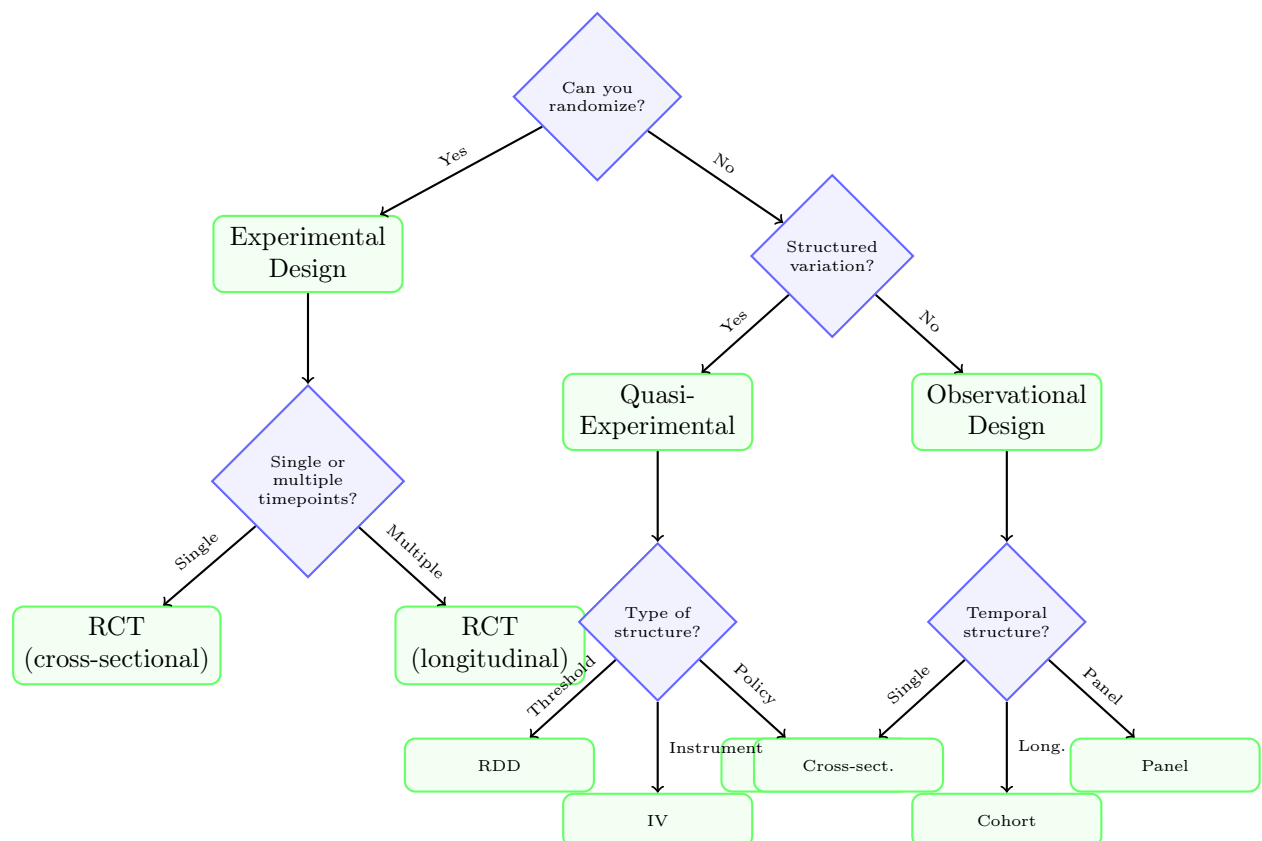 Can you
randomize?
Yes
No
Experimental
Design
Structured
variation?
Yes
No
Quasi-
Experimental
Observational
Design
Single or
multiple
timepoints?
Single
Multiple
RCT
(cross-sectional)
RCT
(longitudinal)
Type of
structure?
Temporal
structure?
Threshold
Instrument
Policy
Single
Long.
Panel
RDD
Cross-sect.
Panel
IV
Cohort